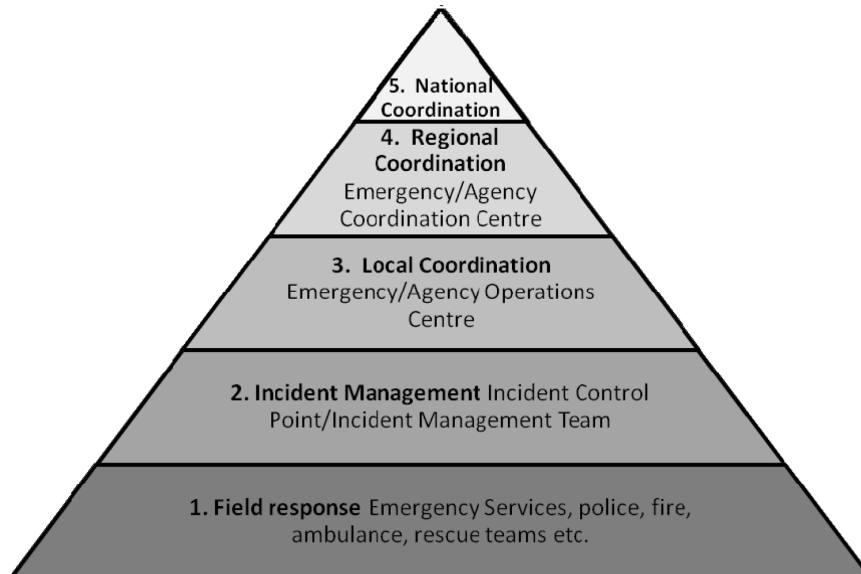 5. National
Coordination
4. Regional
Coordination
Emergency/Agency
Coordination Centre
3. Local Coordination
Emergency/Agency Operations
Centre
2. Incident Management Incident Control
Point/Incident Management Team
1. Field response Emergency Services, police, fire,
ambulance, rescue teams etc.